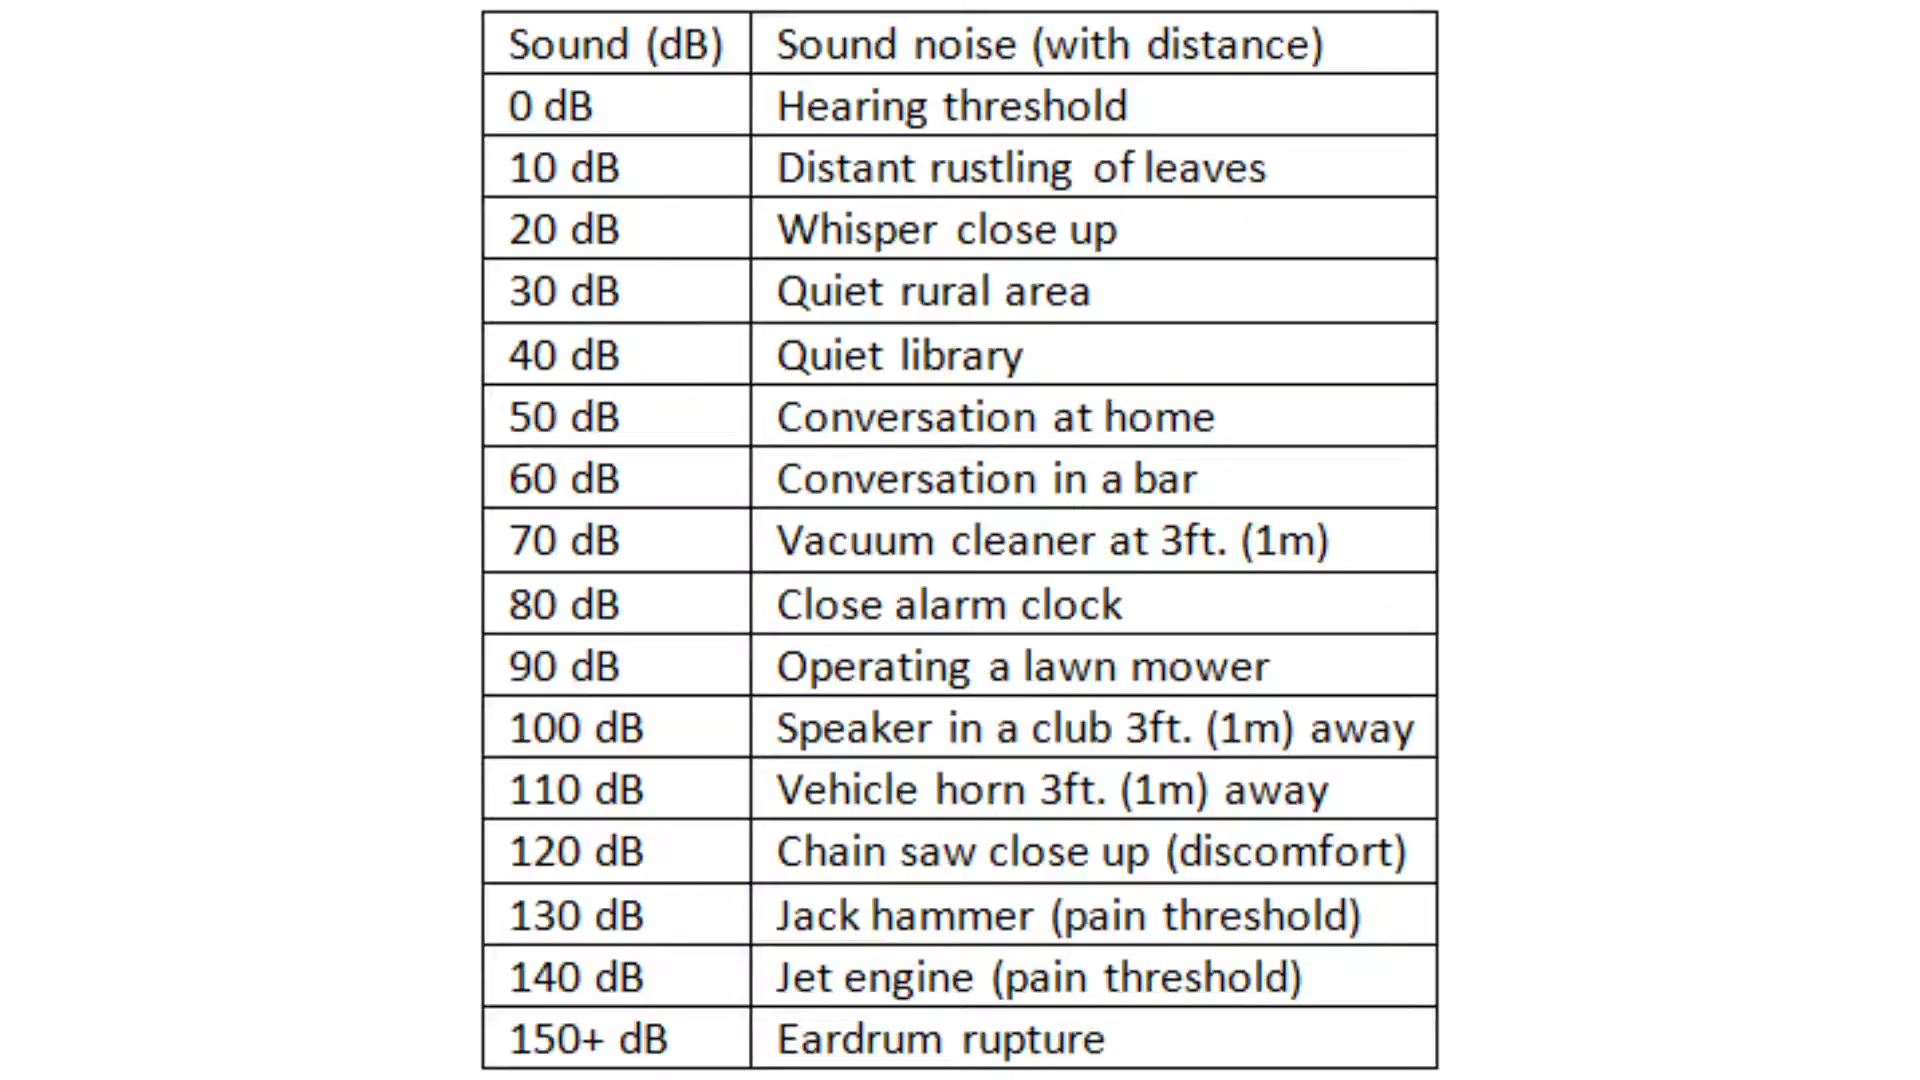 Sound (dB) Sound noise (with distance)
0 dB Hearing threshold
10 dB Distant rustling of leaves
20 dB Whisper close up
30 dB Quiet rural area
40 dB Quiet library
50 dB Conversation at home
60 dB Conversation in a bar
70 dB Vacuum cleaner at 3ft. (1m)
80 dB Close alarm clock
90 dB Operating a lawn mower
100 dB Speaker in a club 3ft. (1m) away
110 dB Vehicle horn 3ft. (1m) away
120 dB Chain saw close up (discomfort)
130 dB Jack hammer (pain threshold)
140 dB Jet engine (pain threshold)
150+ dB Eardrum rupture